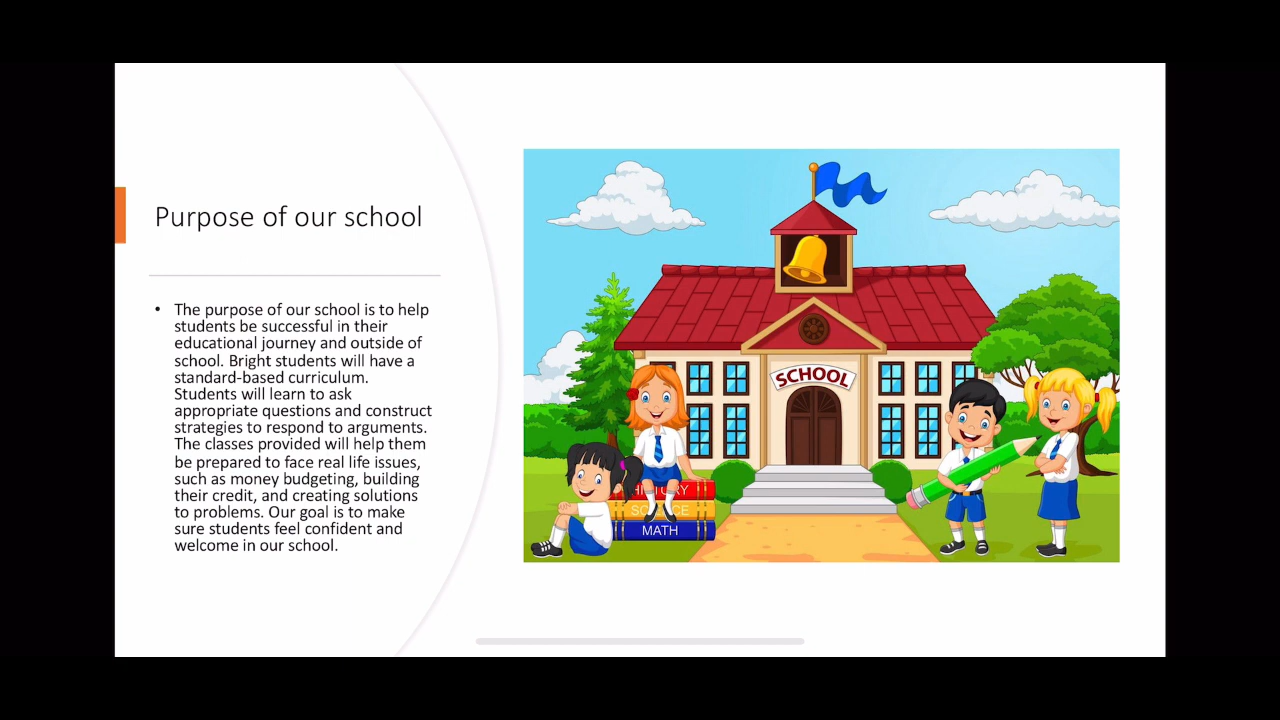 Purpose of our school
• The purpose of our school is to help
students be successful in their
educational journey and outside of
school. Bright students will have a
standard-based curriculum.
Students will learn to ask
appropriate questions and construct
strategies to respond to arguments.
The classes provided will help them
be prepared to face real life issues,
such as money budgeting, building
their credit, and creating solutions
to problems. Our goal is to make
sure students feel confident and
welcome in our school.
SCHOOL
MATH